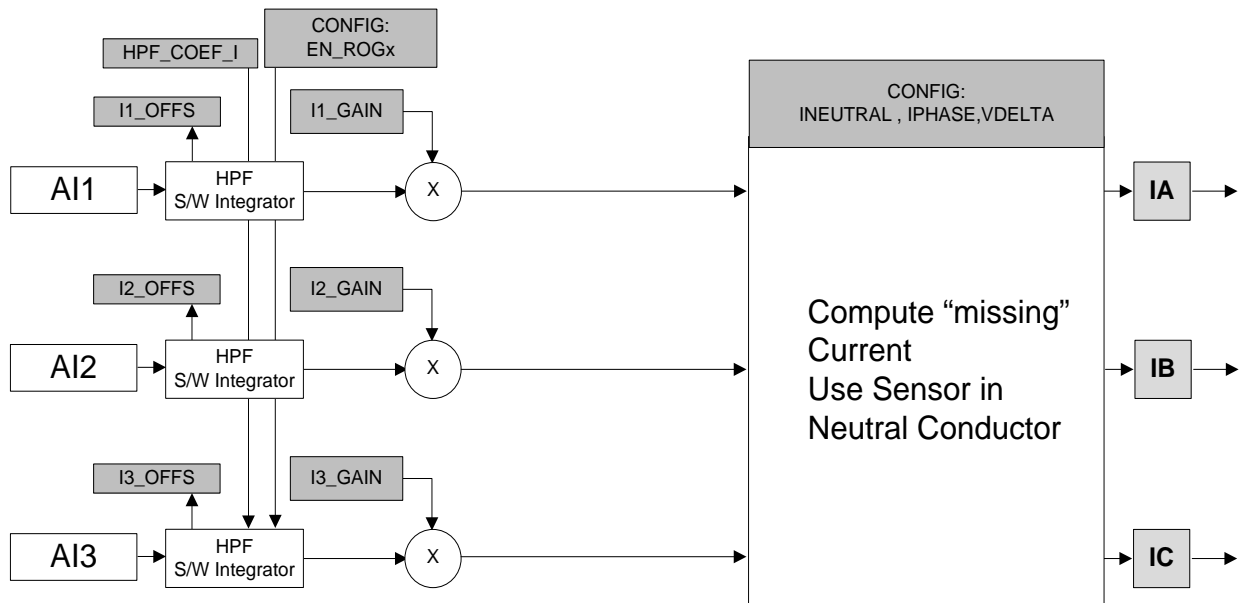 CONFIG:
EN_ROGx
HPF_COEF_I
CONFIG:
INEUTRAL , IPHASE,VDELTA
I1_OFFS
I1_GAIN
AI1
HPF
S/W Integrator
X
IA
I2_OFFS
I2_GAIN
AI2
HPF
S/W Integrator
X
Compute “missing”
Current
Use Sensor in
Neutral Conductor
IB
I3_OFFS
I3_GAIN
AI3
HPF
S/W Integrator
X
IC